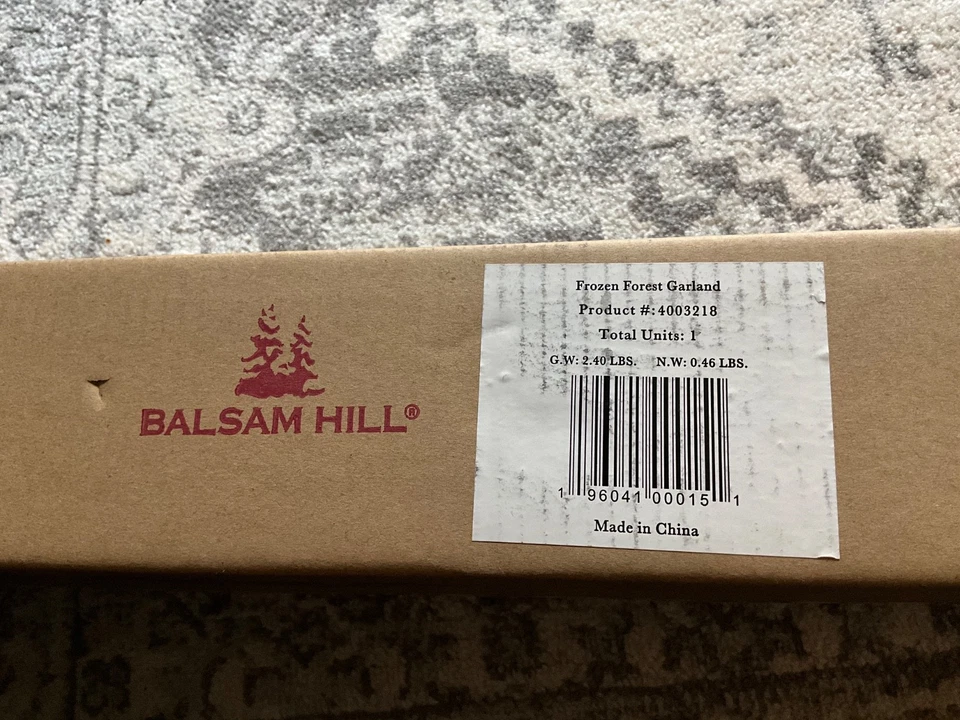 BALSAM HILL®
Frozen Forest Garland
Product #:4003218
Total Units: 1
G.W: 2.40 LBS. N.W: 0.46 LBS.
1 96041 00015 1
Made in China